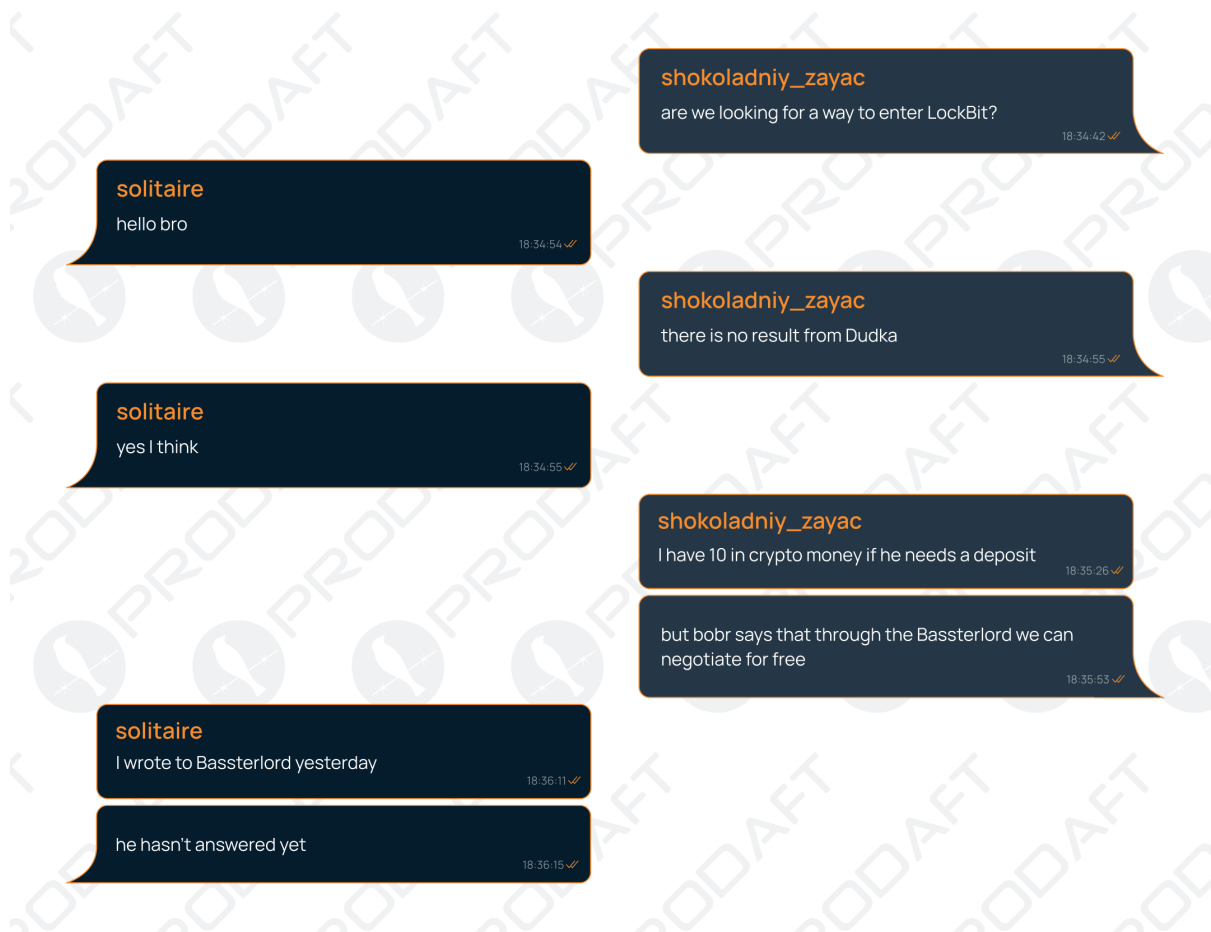 shokoladniy_zayac
are we looking for a way to enter LockBit?
18:34:42
solitaire
hello bro
18:34:54
shokoladniy_zayac
there is no result from Dudka
18:34:55
solitaire
yes I think
18:34:55
shokoladniy_zayac
I have 10 in crypto money if he needs a deposit
18:35:26
but bobr says that through the Bassterlord we can
negotiate for free
18:35:53
solitaire
I wrote to Bassterlord yesterday
18:36:11
he hasn't answered yet
18:36:15
PRODAFT